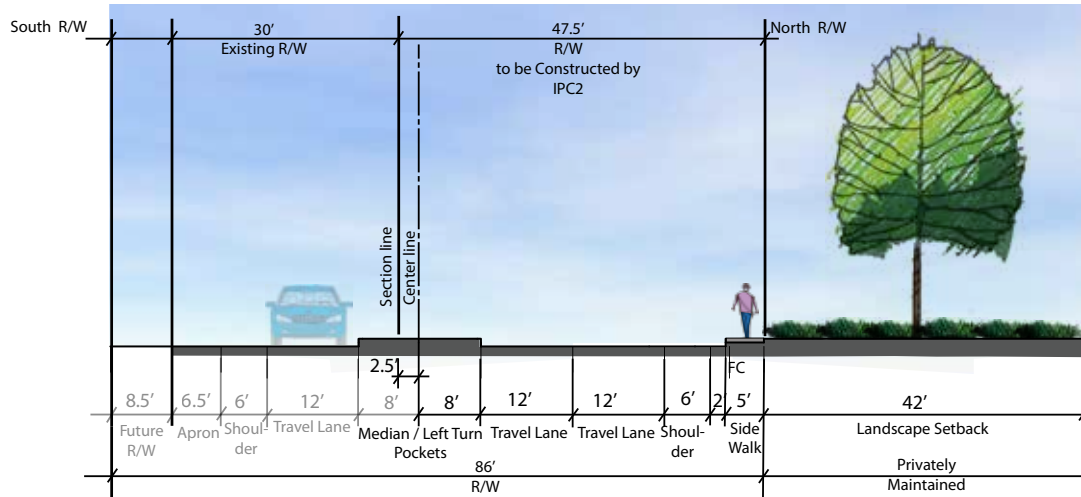 South R/W
30’
47.5’
North R/W
Existing R/W
R/W
to be Constructed by
IPC2
Section line
Center line
2.5’
FC
8.5’
6.5’
6’
12’
8’
8’
12’
12’
6’
2’
5’
42’
Future
R/W
Apron
Shoul-
der
Travel Lane
Median / Left Turn
Pockets
Travel Lane
Travel Lane
Shoul-
der
Side
Walk
Landscape Setback
86’
R/W
Privately
Maintained